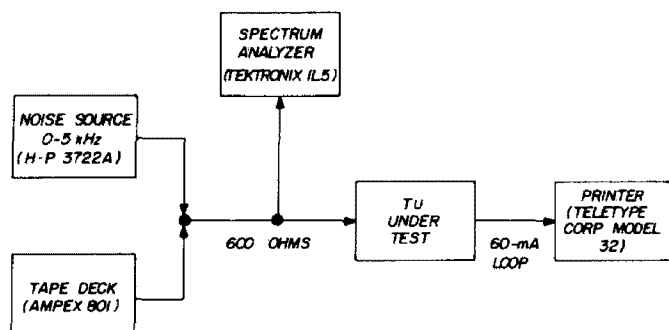 SPECTRUM
ANALYZER
(TEKTRONIX 1L5)
NOISE SOURCE
0-5 kHz
(H-P 3722A)
TAPE DECK
(AMPEX 801)
600 OHMS
TU
UNDER
TEST
60-mA
LOOP
PRINTER
(TELETYPE
CORP MODEL
32)